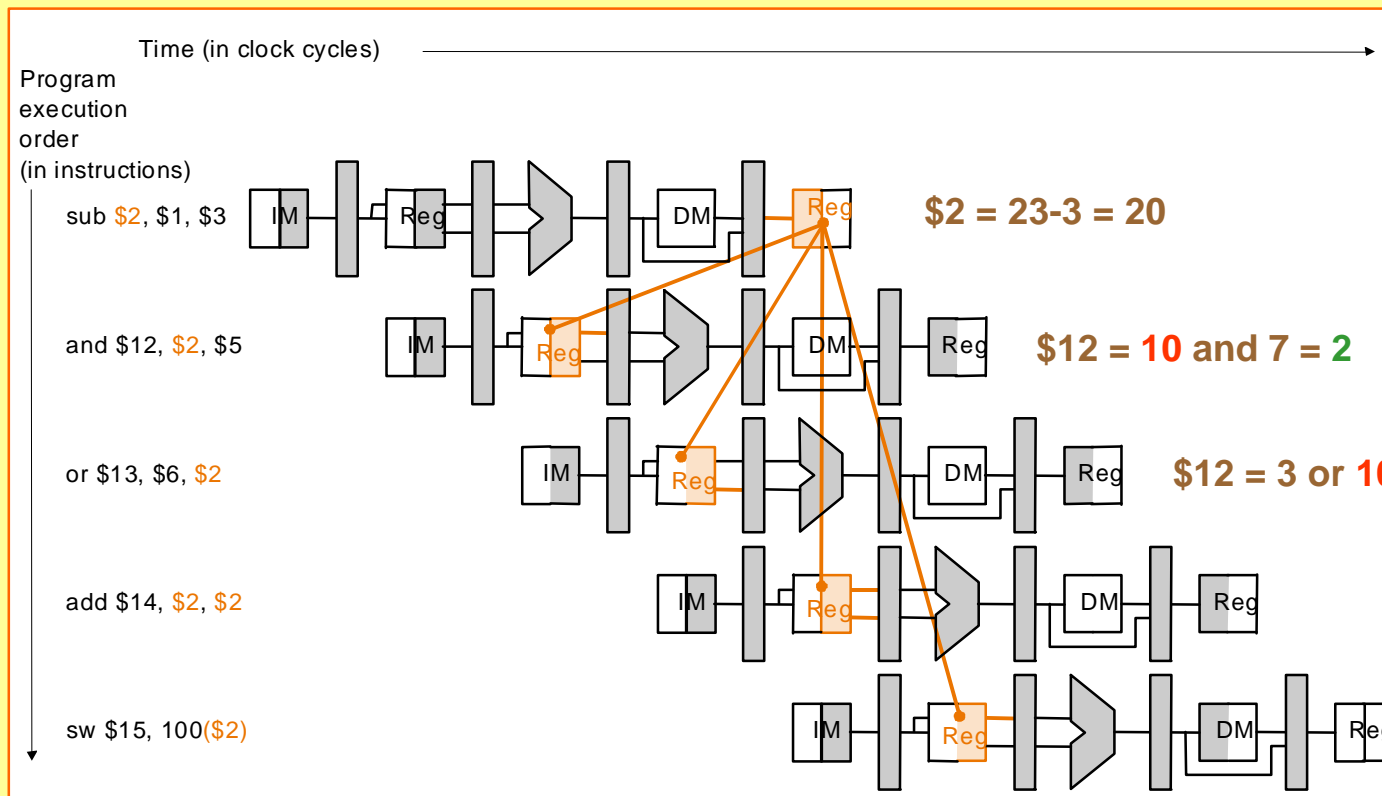 Time (in clock cycles)
Program
execution
order
(in instructions)
sub $2, $1, $3
IM
Reg
DM
Reg
$2 = 23-3 = 20
and $12, $2, $5
IM
Reg
DM
Reg
$12 = 10 and 7 = 2
or $13, $6, $2
IM
Reg
DM
Reg
$12 = 3 or
add $14, $2, $2
IM
Reg
DM
Reg
sw $15, 100($2)
IM
Reg
DM